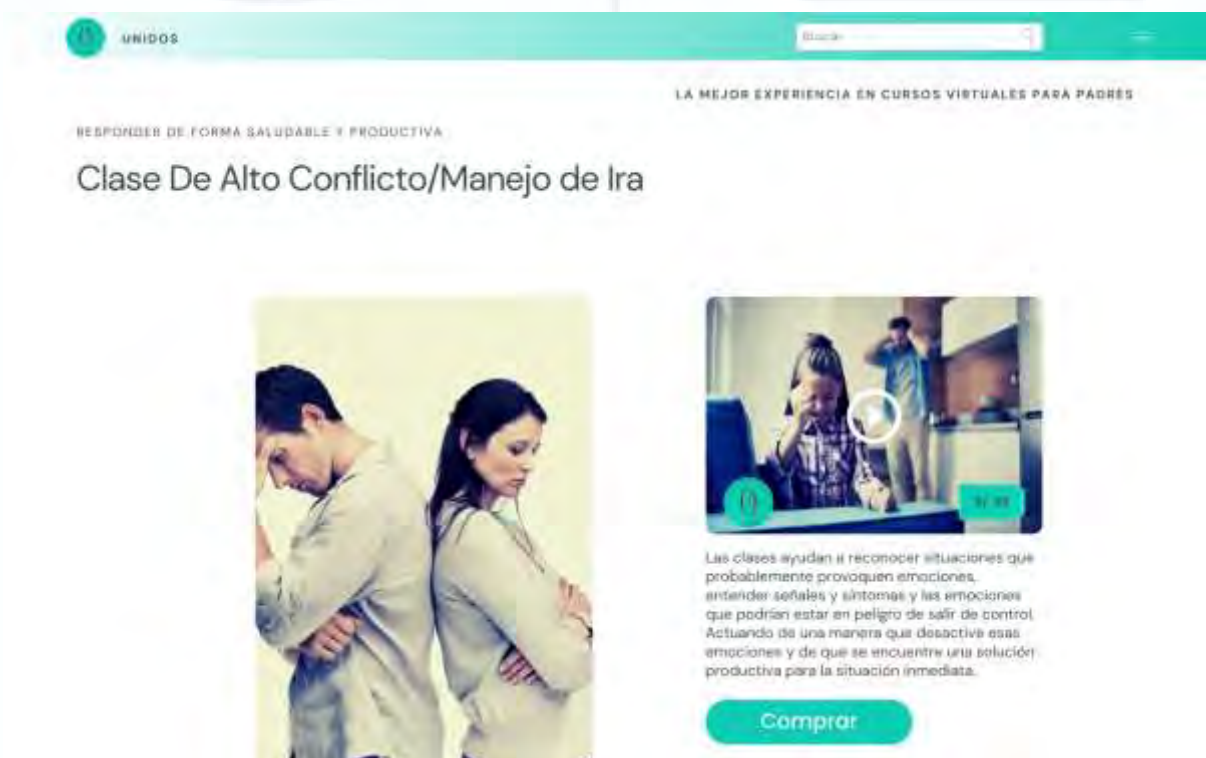 UNIDOS
Buscar
LA MEJOR EXPERIENCIA EN CURSOS VIRTUALES PARA PADRES
RESPONDER DE FORMA SALUDABLE Y PRODUCTIVA
Clase De Alto Conflicto/Manejo de Ira
Las clases ayudan a reconocer situaciones que
probablemente provoquen emociones,
entender señales y síntomas y las emociones
que podrían estar en peligro de salir de control.
Actuando de una manera que desactive esas
emociones y de que se encuentre una solución
productiva para la situación inmediata.
Comprar